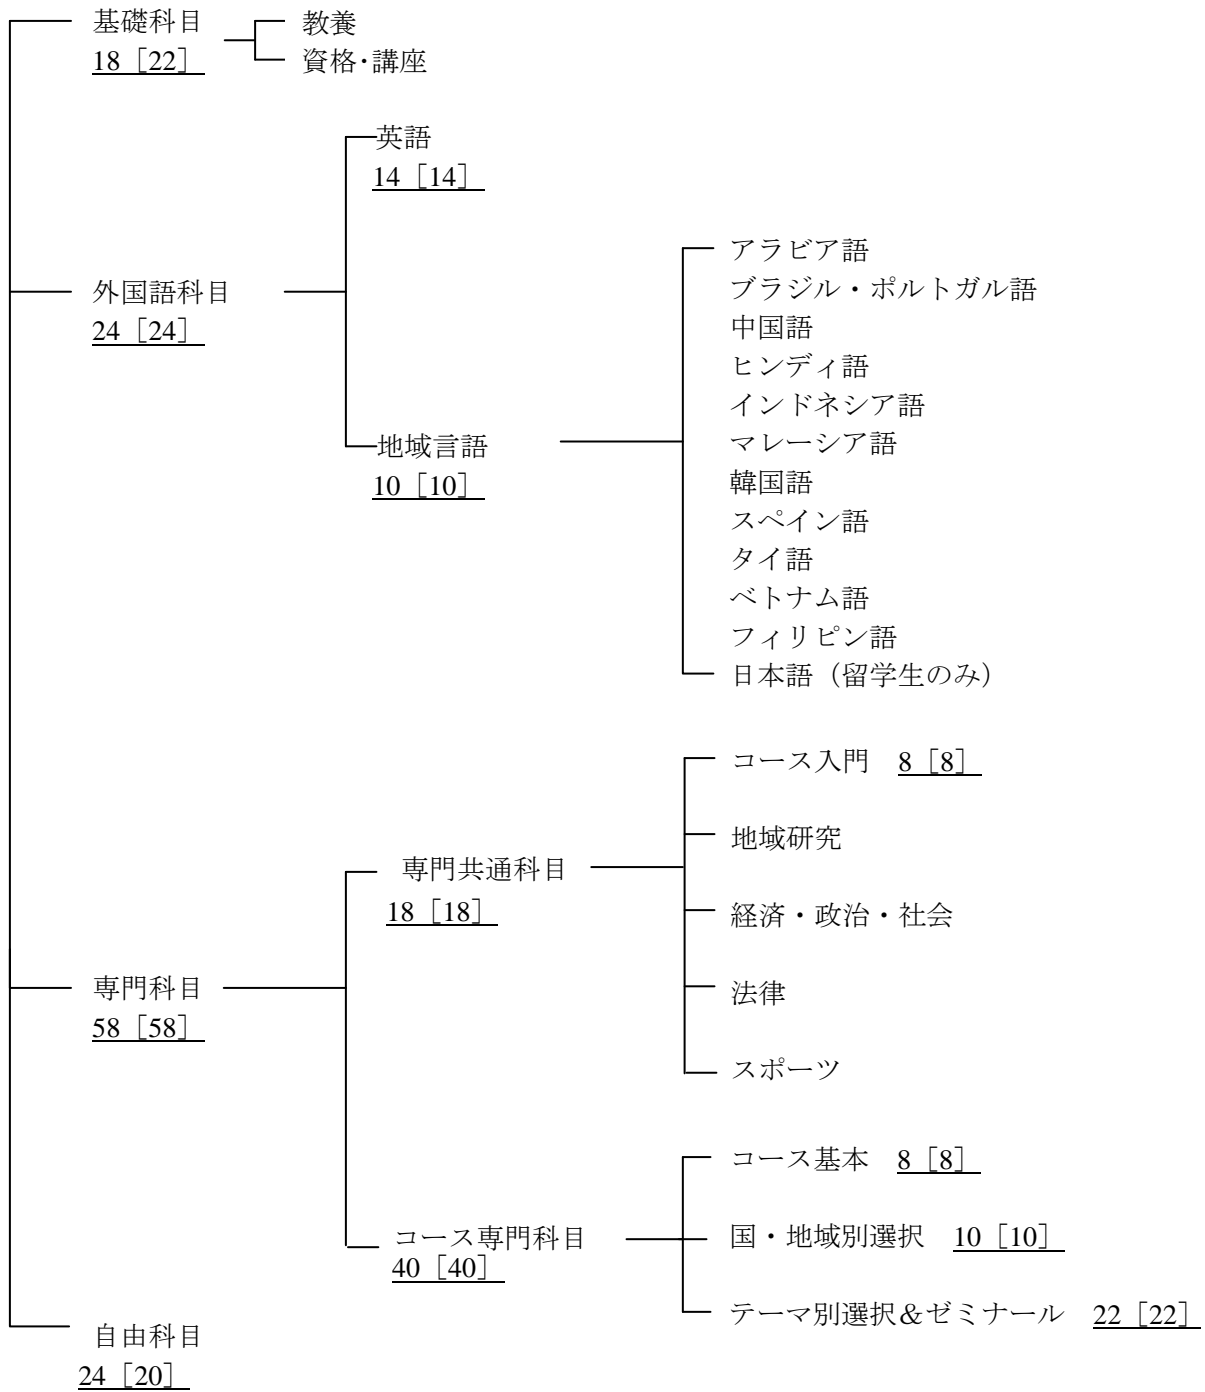 基礎科目
18［22］
教養
資格・講座
外国語科目
24［24］
英語
14［14］
地域言語
10［10］
アラビア語
ブラジル・ポルトガル語
中国語
ヒンディ語
インドネシア語
マレーシア語
韓国語
スペイン語
タイ語
ベトナム語
フィリピン語
日本語（留学生のみ）
専門科目
58［58］
専門共通科目
18［18］
コース入門 8［8］
地域研究
経済・政治・社会
法律
スポーツ
コース専門科目
40［40］
コース基本 8［8］
国・地域別選択 10［10］
テーマ別選択＆ゼミナール 22［22］
自由科目
24［20］